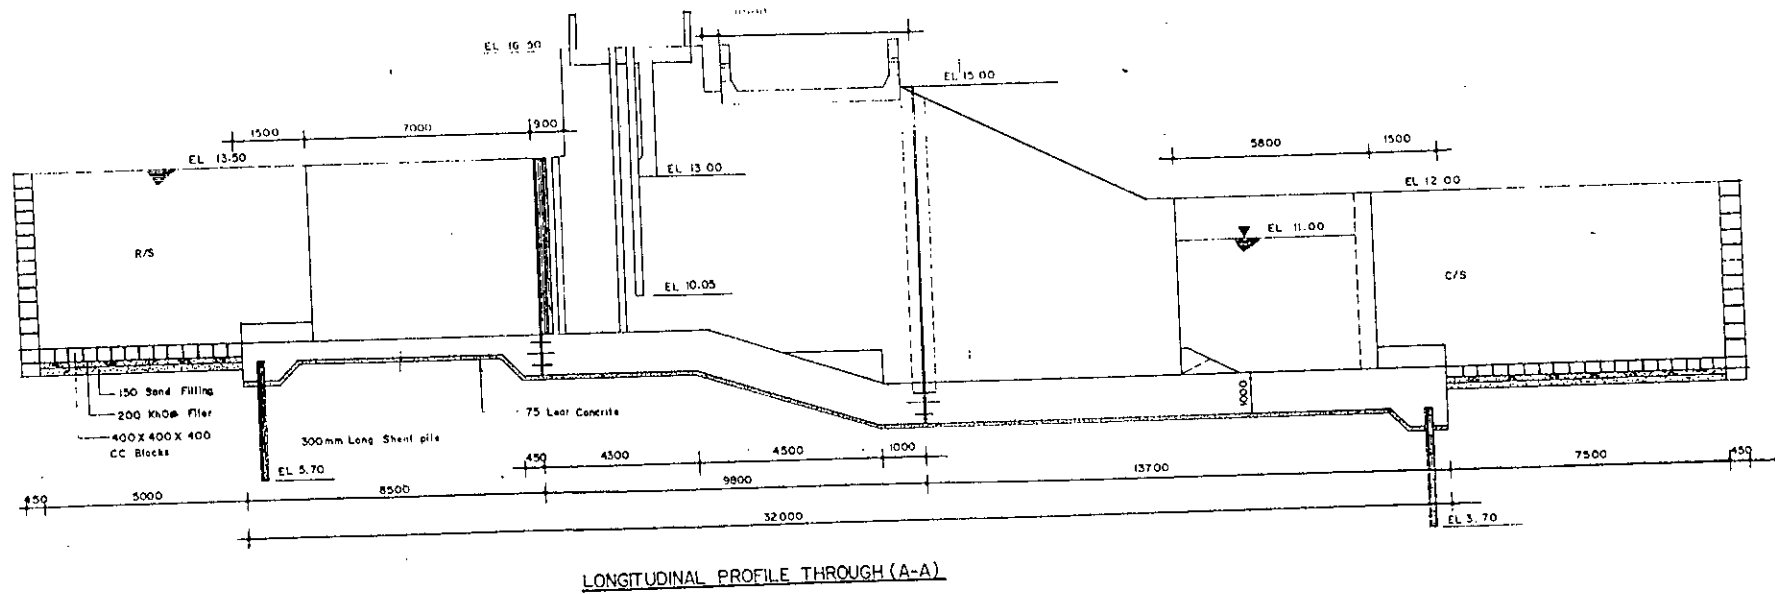 EL 16 50
EL 15 00
1500
7000
900
EL 13.50
EL 13 00
5800
1500
EL 12 00
EL 11.00
R/S
C/S
EL 10.05
150 Sand Filling
200 Khoa Filer
400 X 400 X 400
CC Blocks
75 Lear Concrete
300mm Long Sheet pile
1000
EL 5.70
450
4300
4500
1000
450
5000
8500
9800
13700
7500
450
32000
EL 3.70
LONGITUDINAL PROFILE THROUGH (A-A)